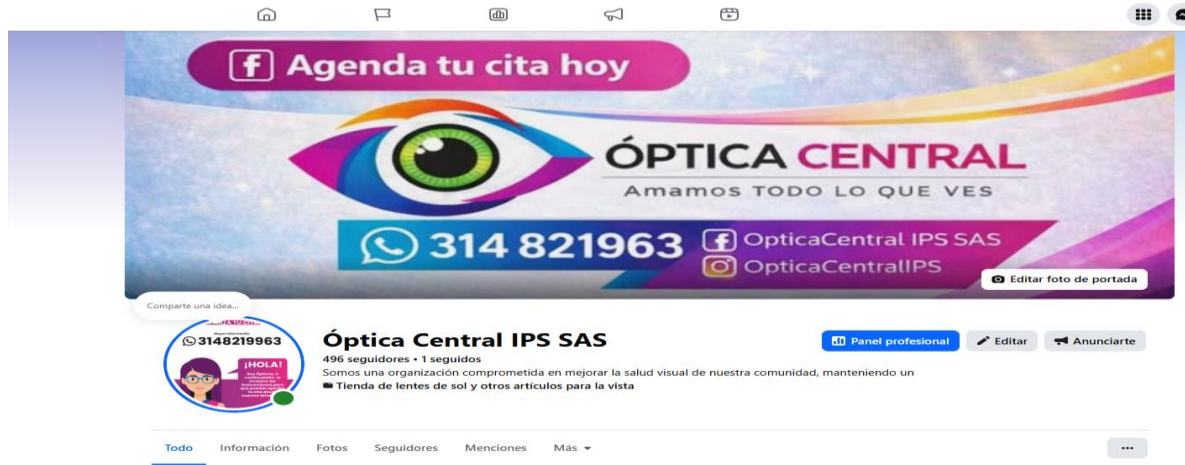 Agenda tu cita hoy
ÓPTICA CENTRAL
Amamos TODO LO QUE VES
314 821963
OpticaCentral IPS SAS
OpticaCentralIPS
Editar foto de portada
Comparte una idea...
3148219963
¡HOLA!
Óptica Central IPS SAS
496 seguidores • 1 seguidos
Somos una organización comprometida en mejorar la salud visual de nuestra comunidad, manteniendo un
Tienda de lentes de sol y otros artículos para la vista
Panel profesional
Editar
Anunciarte
Todo Información Fotos Seguidores Menciones Más